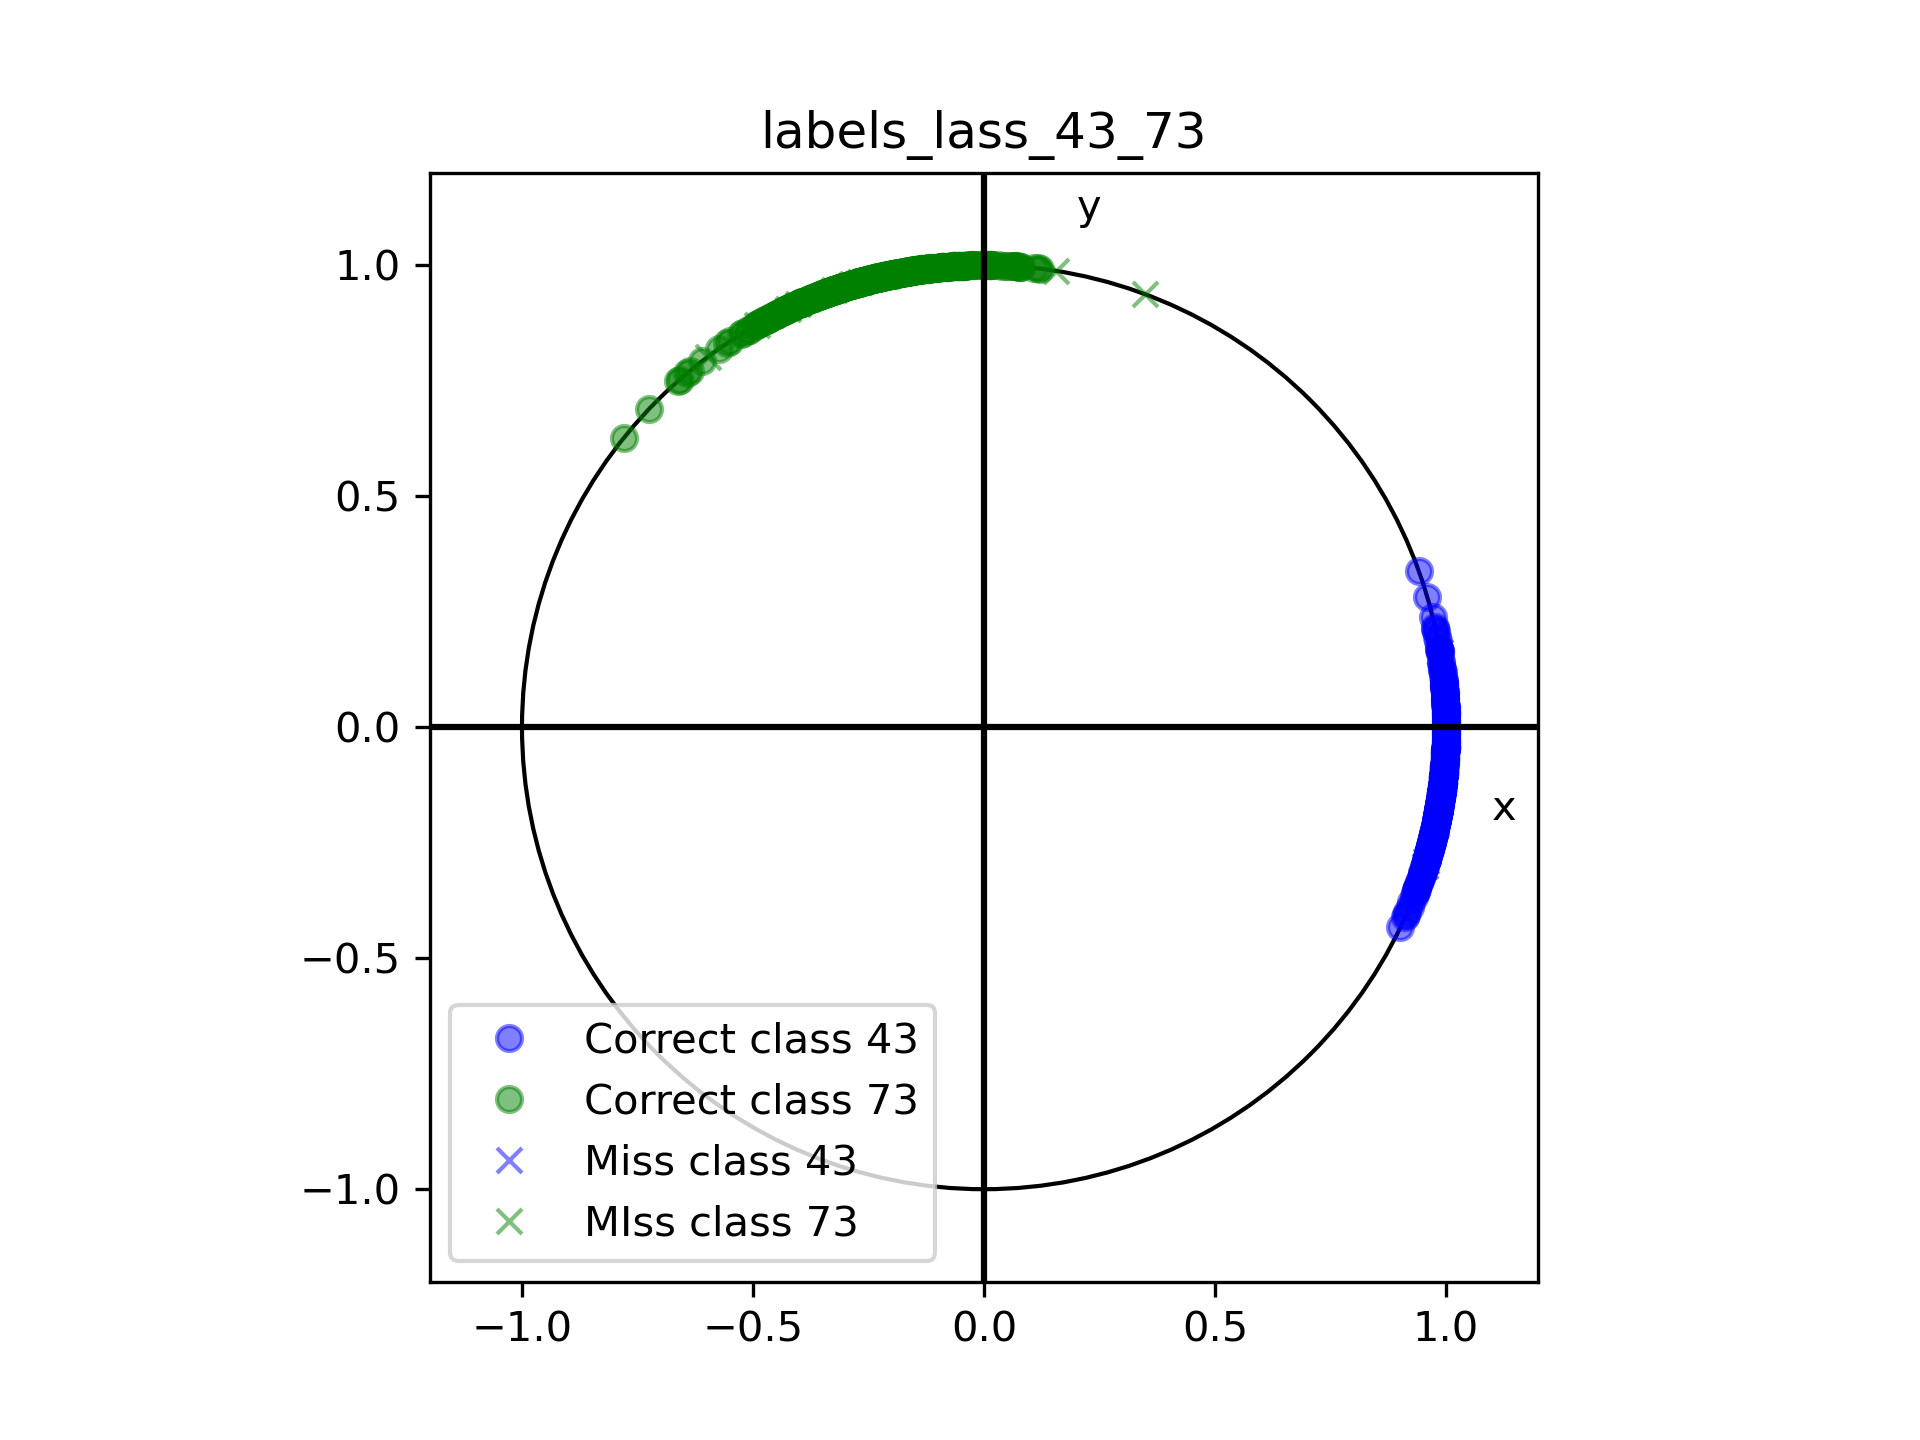 labels_lass_43_73
y
1.0
0.5
0.0
−0.5
−1.0
x
Correct class 43
Correct class 73
Miss class 43
MIss class 73
−1.0 −0.5 0.0 0.5 1.0